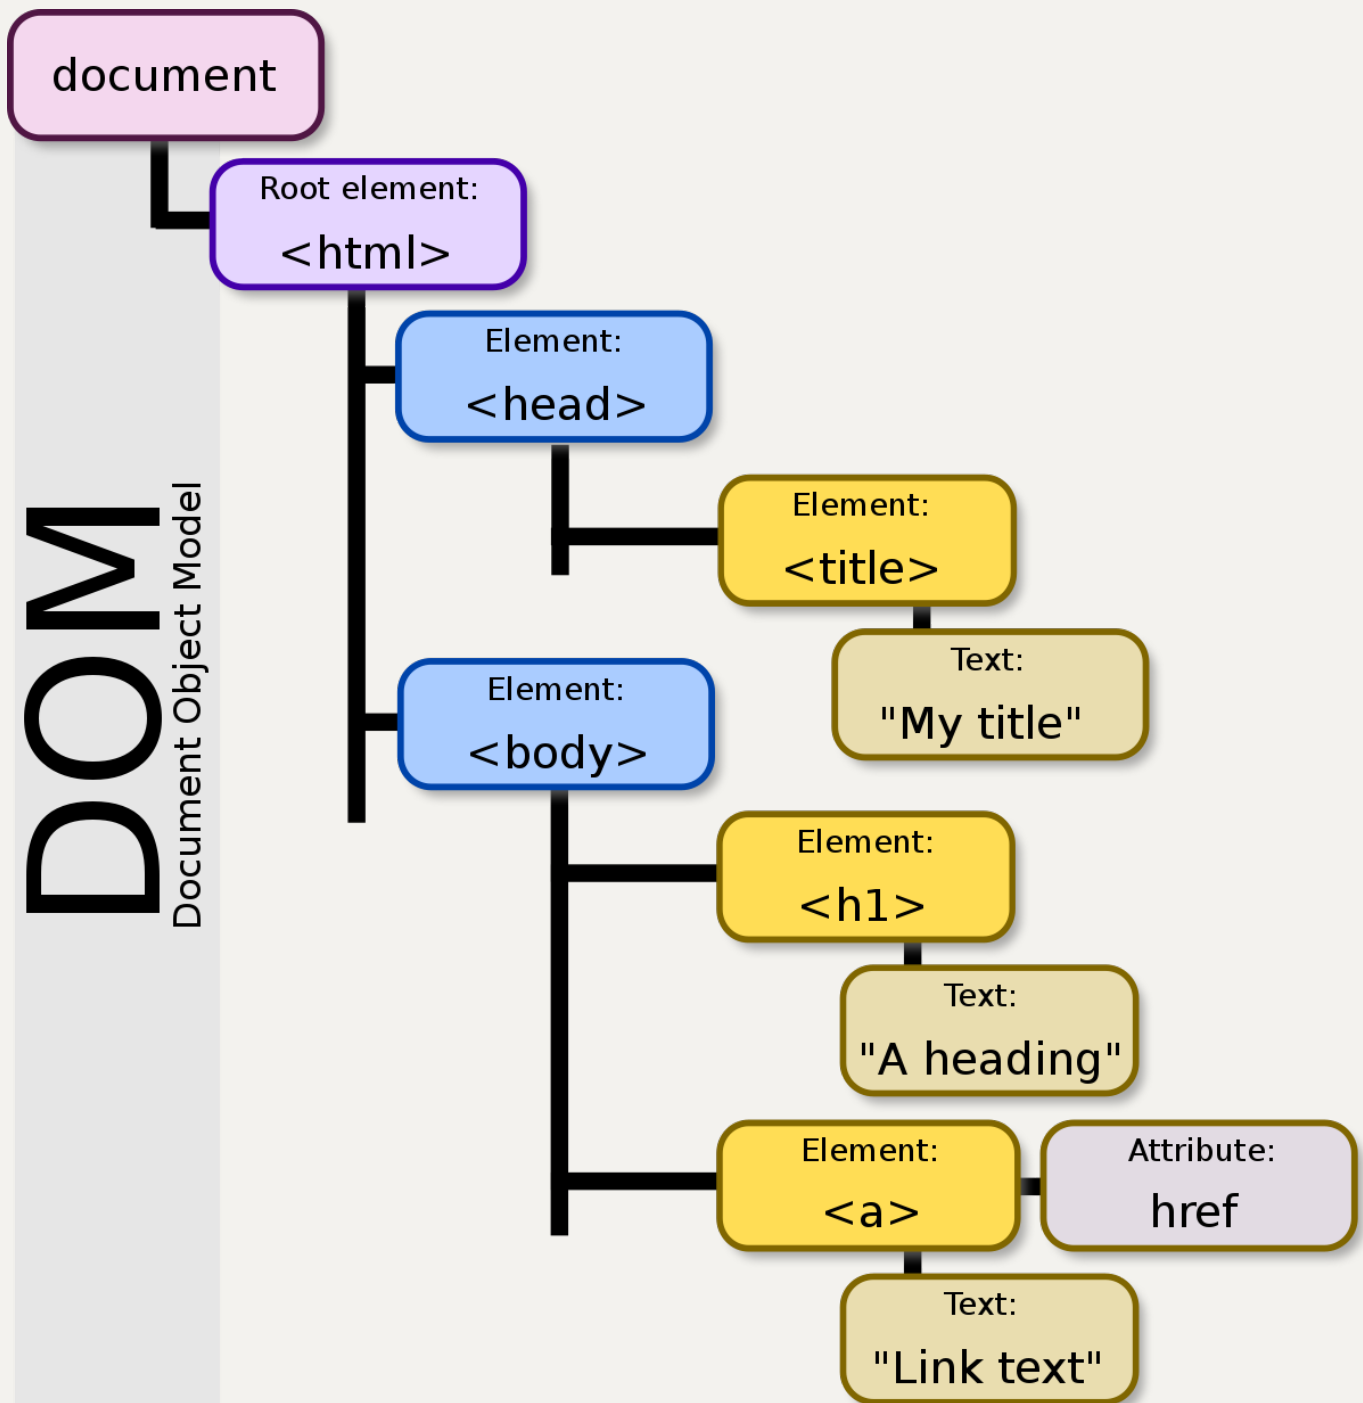 document
Root element:
<html>
Element:
<head>
Element:
<title>
Text:
"My title"
Element:
<body>
Element:
<h1>
Text:
"A heading"
Element:
<a>
Attribute:
href
Text:
"Link text"
DOM
Document Object Model